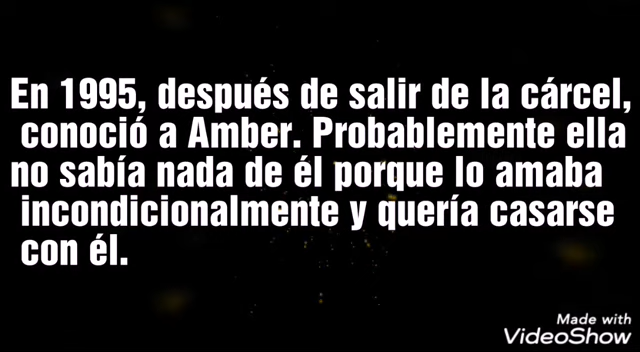 En 1995, después de salir de la cárcel,
conoció a Amber. Probablemente ella
no sabía nada de él porque lo amaba
incondicionalmente y quería casarse
con él.
Made with
VideoShow